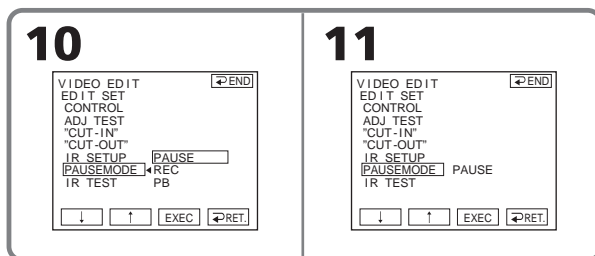 10
VIDEO EDIT ⮌END
EDIT SET
CONTROL
ADJ TEST
"CUT-IN"
"CUT-OUT"
IR SETUP PAUSE
PAUSEMODE REC
IR TEST PB
↓ ↑ EXEC ⮌RET.
11
VIDEO EDIT ⮌END
EDIT SET
CONTROL
ADJ TEST
"CUT-IN"
"CUT-OUT"
IR SETUP
PAUSEMODE PAUSE
IR TEST
↓ ↑ EXEC ⮌RET.